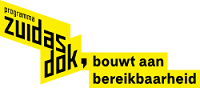 programma
zuidas
dok,
bouwt aan
bereikbaarheid